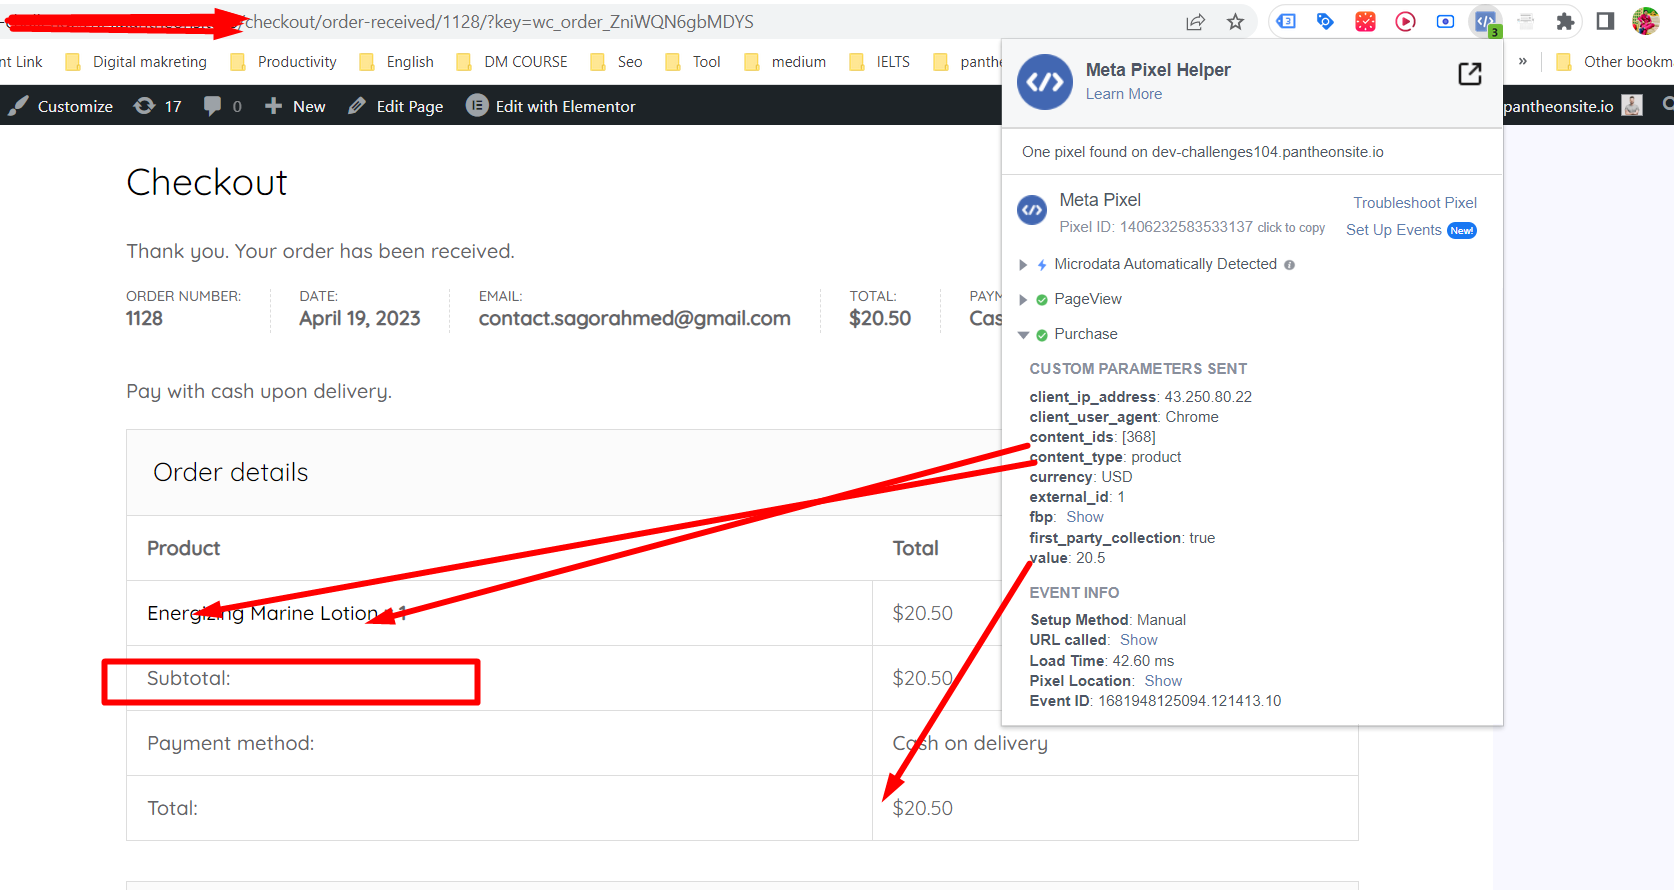 checkout/order-received/1128/?key=wc_order_ZniWQN6gbMDYS
3
3
nt Link
Digital makreting
Productivity
English
DM COURSE
Seo
Tool
medium
IELTS
panthe
»
Other bookm
Customize
17
0
New
Edit Page
Edit with Elementor
pantheonsite.io
Meta Pixel Helper
Learn More
One pixel found on dev-challenges104.pantheonsite.io
Meta Pixel
Troubleshoot Pixel
Pixel ID: 1406232583533137 click to copy
Set Up Events New!
Microdata Automatically Detected
PageView
Purchase
CUSTOM PARAMETERS SENT
client_ip_address: 43.250.80.22
client_user_agent: Chrome
content_ids: [368]
content_type: product
currency: USD
external_id: 1
fbp: Show
first_party_collection: true
value: 20.5
EVENT INFO
Setup Method: Manual
URL called: Show
Load Time: 42.60 ms
Pixel Location: Show
Event ID: 1681948125094.121413.10
Checkout
Thank you. Your order has been received.
ORDER NUMBER:
1128
DATE:
April 19, 2023
EMAIL:
contact.sagorahmed@gmail.com
TOTAL:
$20.50
PAYM
Cas
Pay with cash upon delivery.
Order details
Product
Total
Energizing Marine Lotion
1
$20.50
Subtotal:
$20.50
Payment method:
Cash on delivery
Total:
$20.50